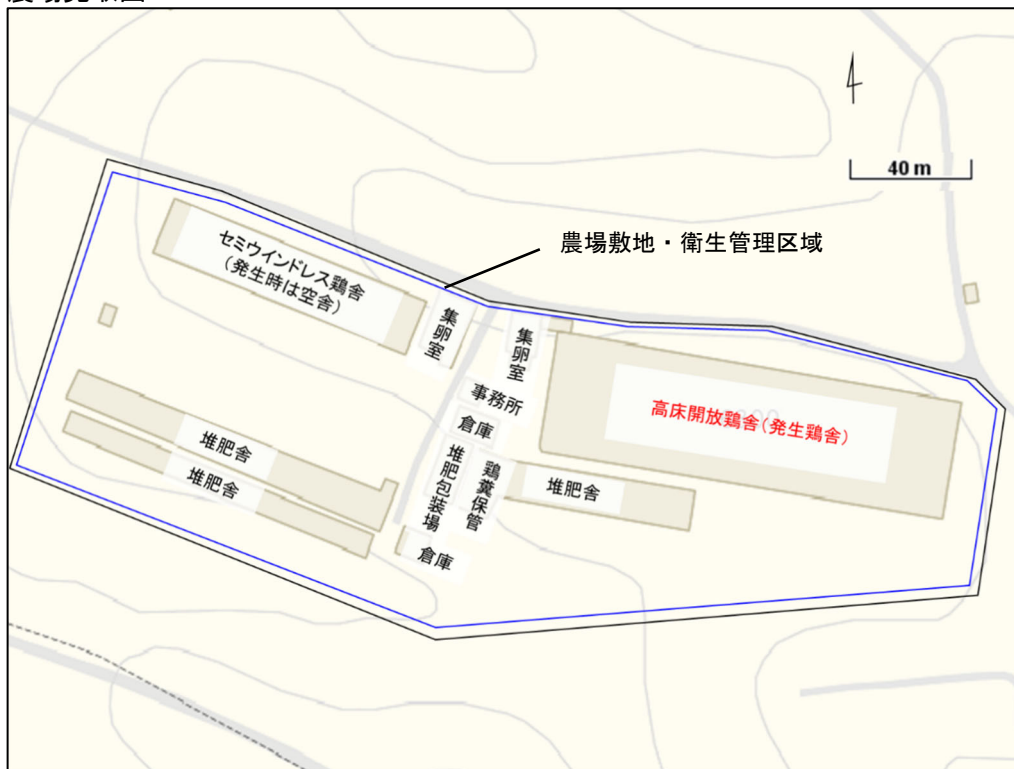 40 m
農場敷地・衛生管理区域
セミウインドレス鶏舎
(発生時は空舎)
集卵室
集卵室
事務所
倉庫
高床開放鶏舎(発生鶏舎)
堆肥舎
堆肥舎
堆肥包装場
鶏糞保管
堆肥舎
倉庫